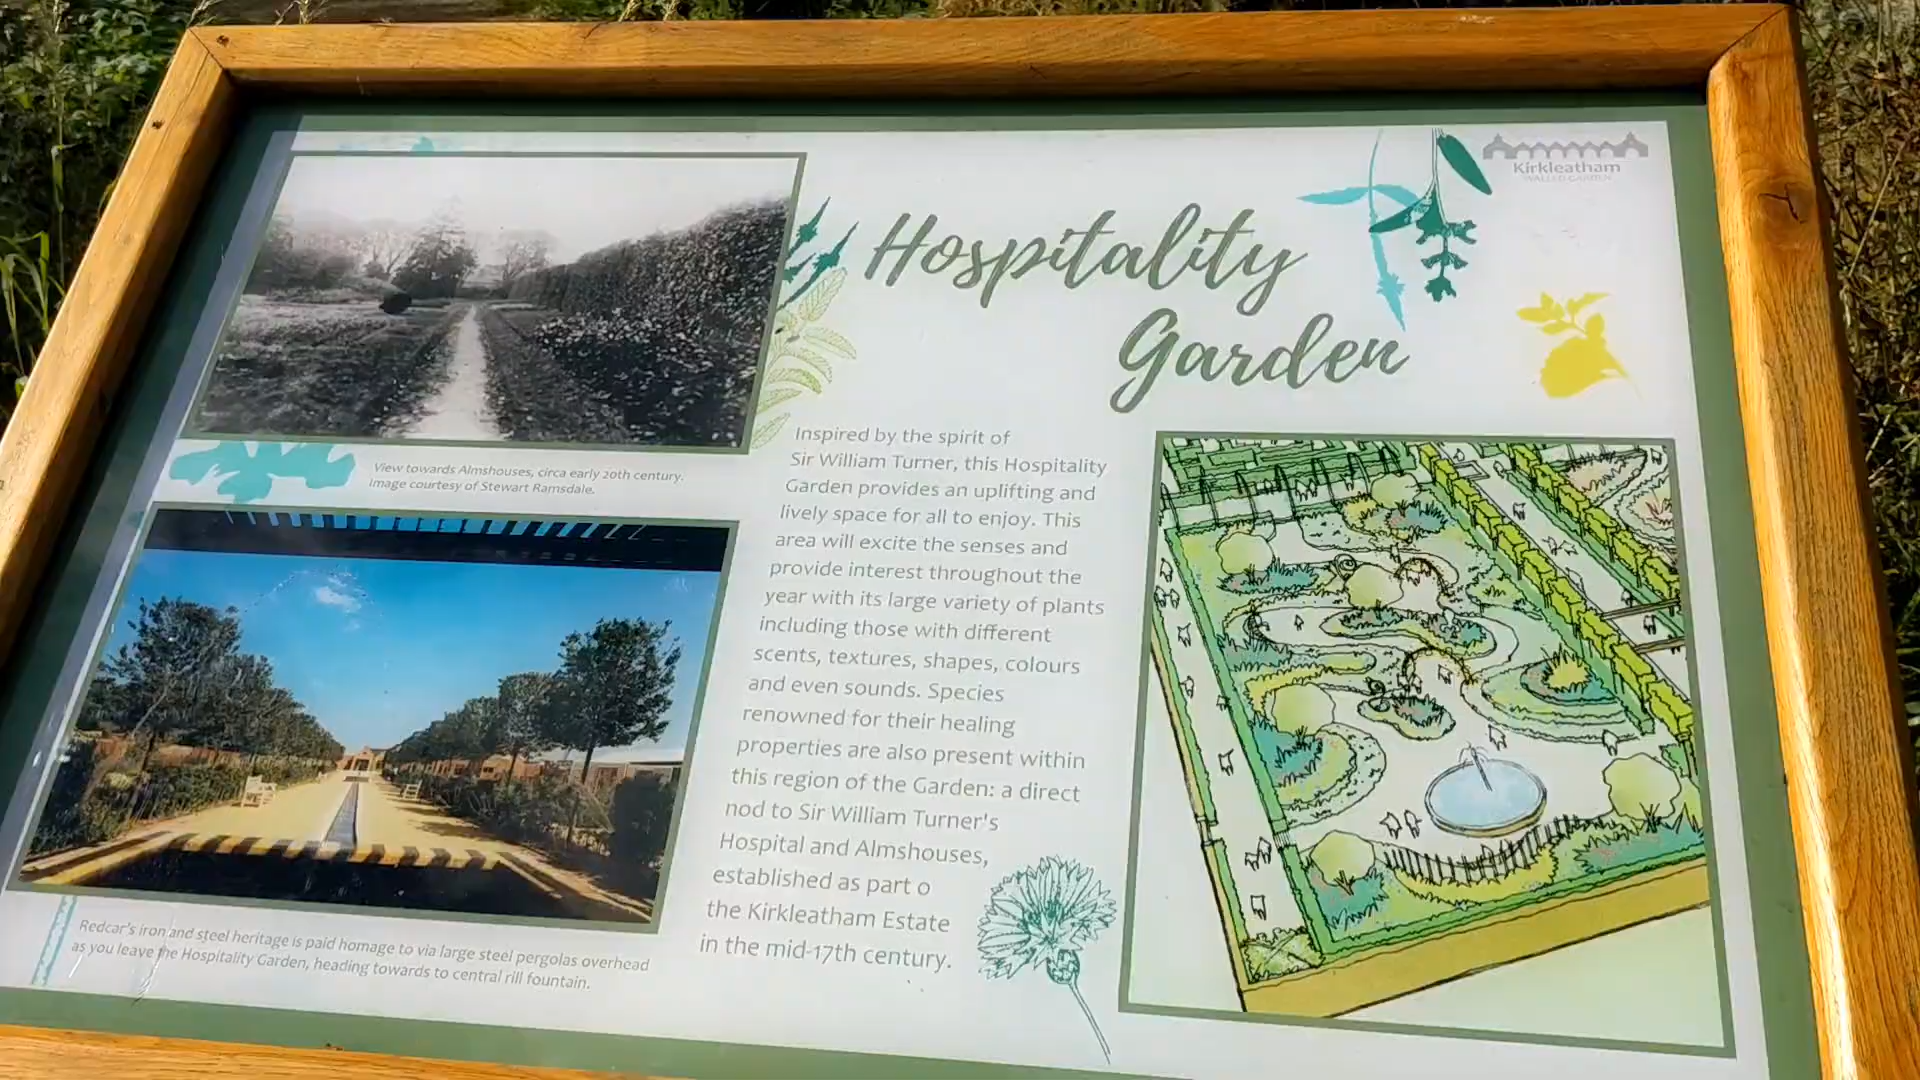 Kirkleatham
WALLED GARDEN
Hospitality
Garden
View towards Almshouses, circa early 20th century.
Image courtesy of Stewart Ramsdale.
Inspired by the spirit of
Sir William Turner, this Hospitality
Garden provides an uplifting and
lively space for all to enjoy. This
area will excite the senses and
provide interest throughout the
year with its large variety of plants
including those with different
scents, textures, shapes, colours
and even sounds. Species
renowned for their healing
properties are also present within
this region of the Garden: a direct
nod to Sir William Turner's
Hospital and Almshouses,
established as part o
the Kirkleatham Estate
in the mid-17th century.
Redcar's iron and steel heritage is paid homage to via large steel pergolas overhead
as you leave the Hospitality Garden, heading towards to central rill fountain.